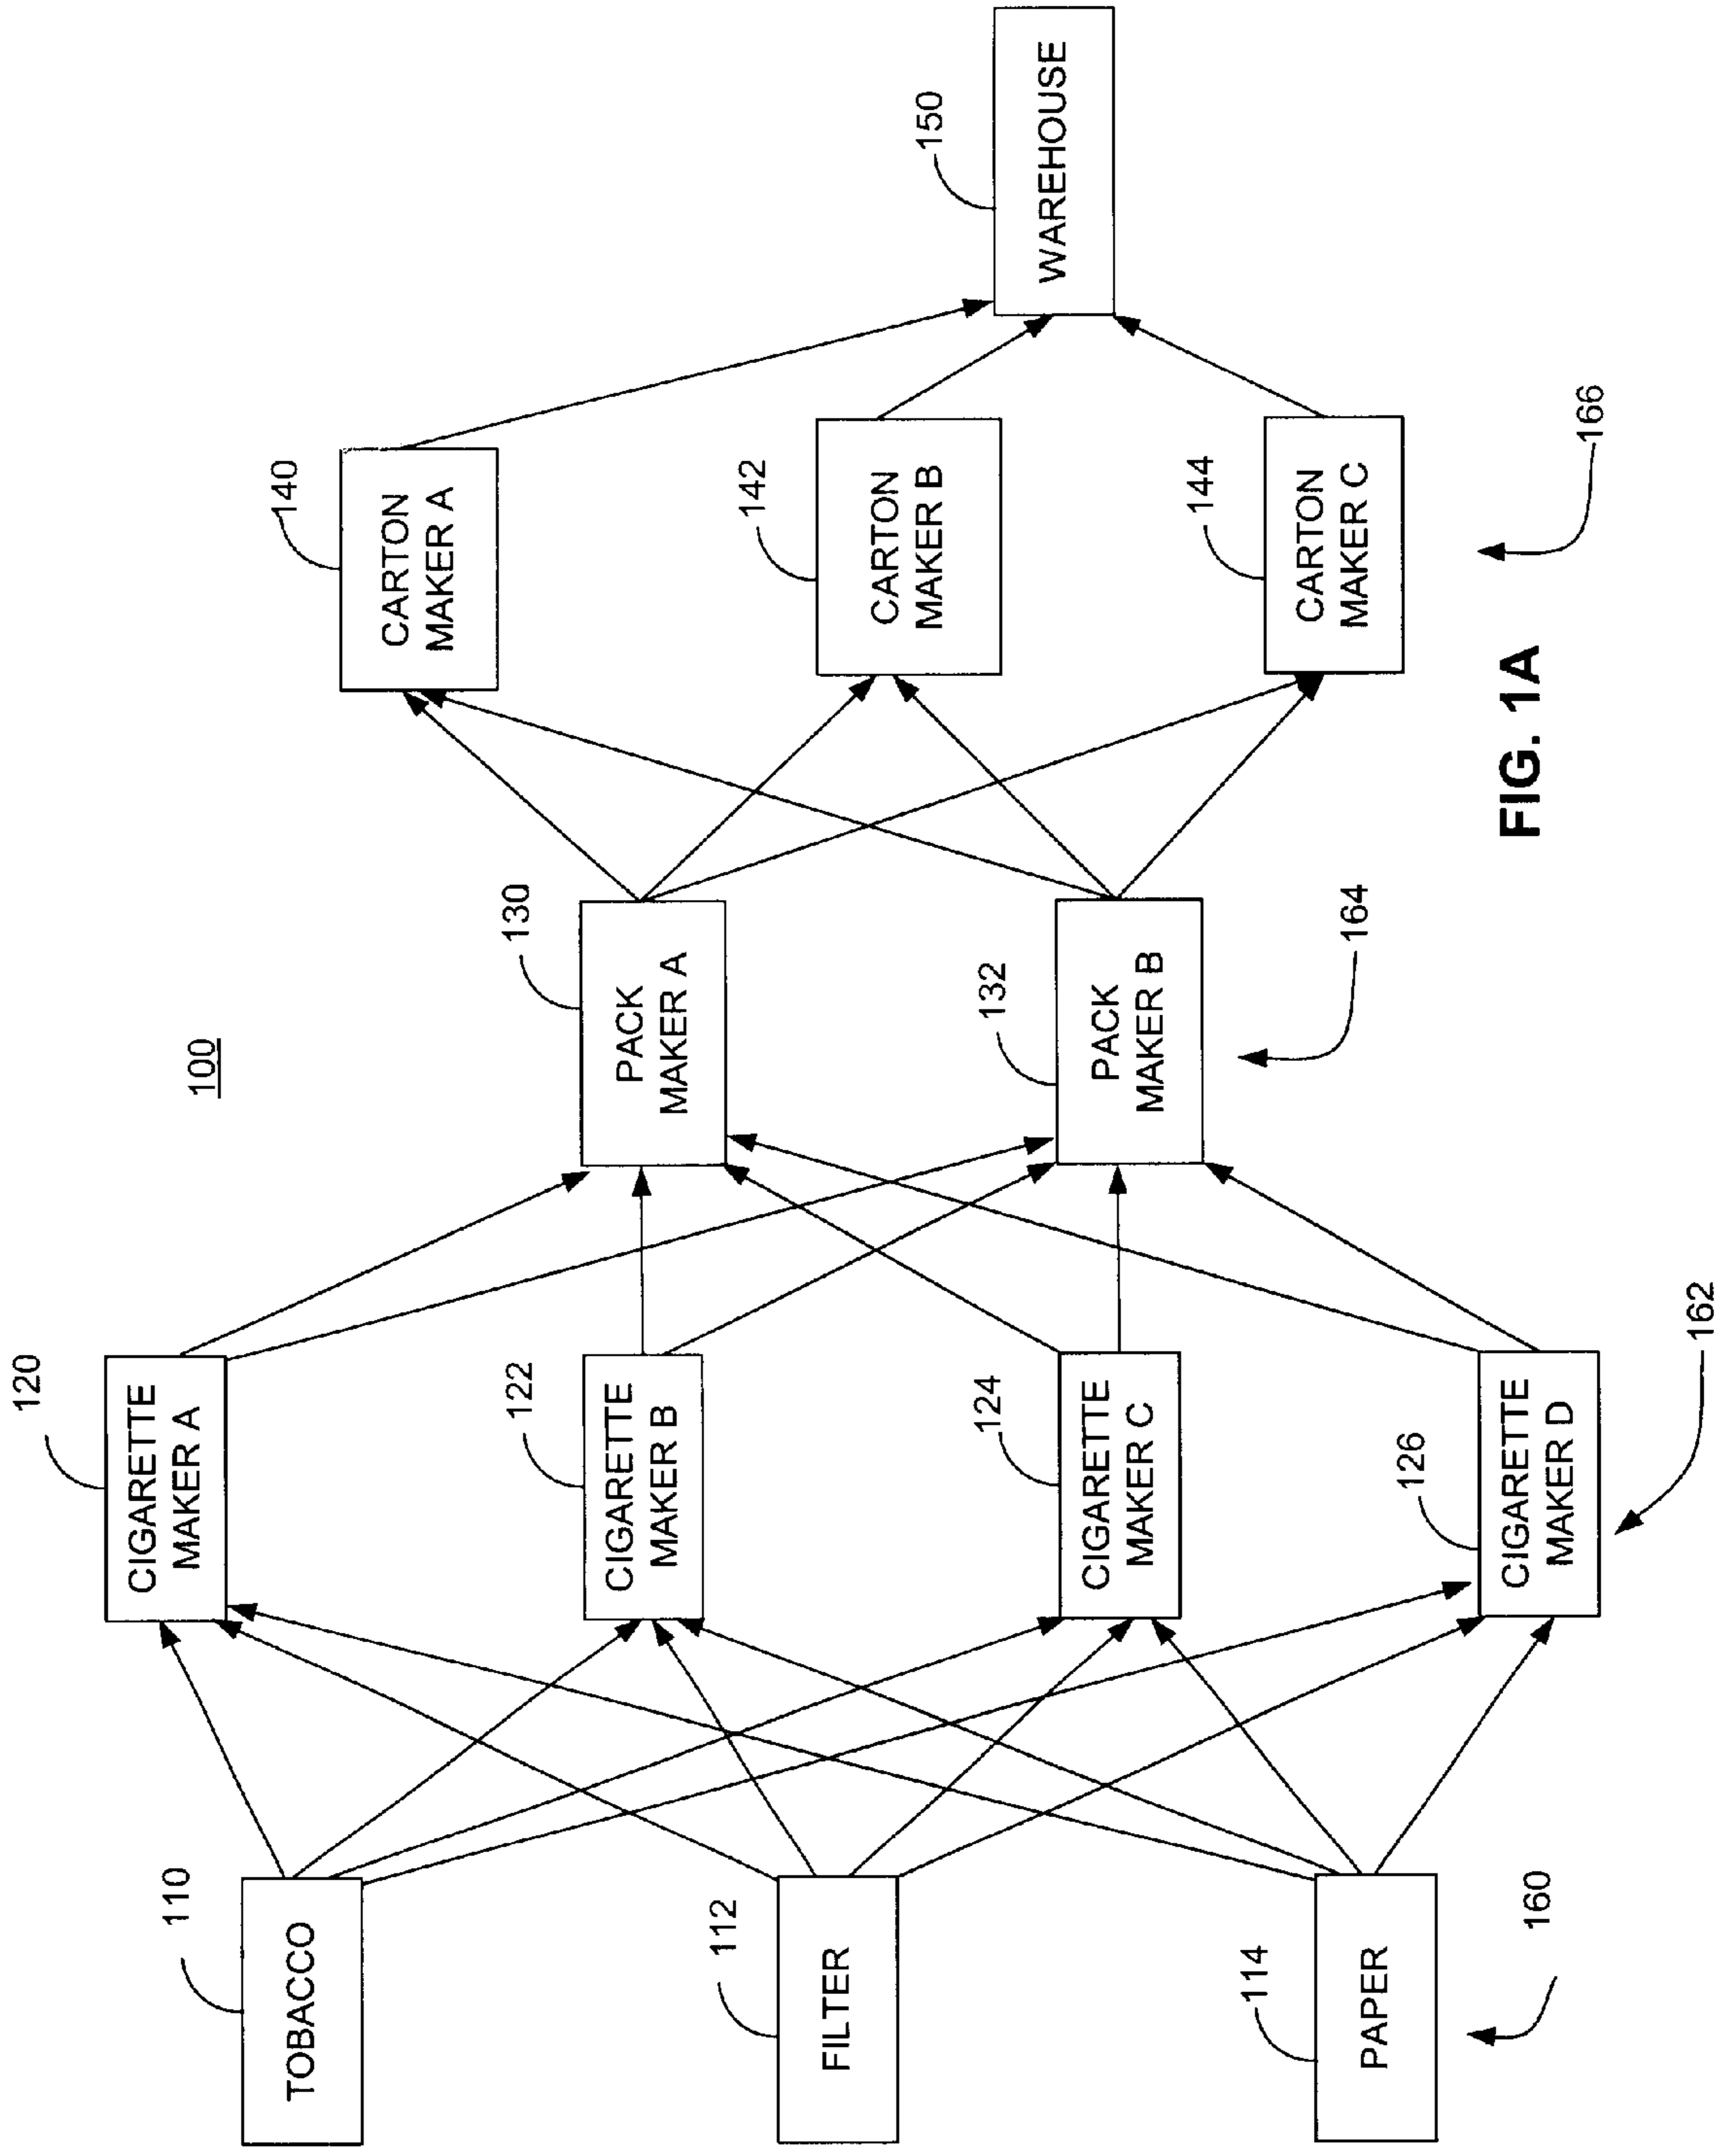 100
110
TOBACCO
112
FILTER
114
PAPER
160
120
CIGARETTE
MAKER A
122
CIGARETTE
MAKER B
124
CIGARETTE
MAKER C
126
CIGARETTE
MAKER D
162
130
PACK
MAKER A
132
PACK
MAKER B
164
140
CARTON
MAKER A
142
CARTON
MAKER B
144
CARTON
MAKER C
166
150
WAREHOUSE
FIG. 1A